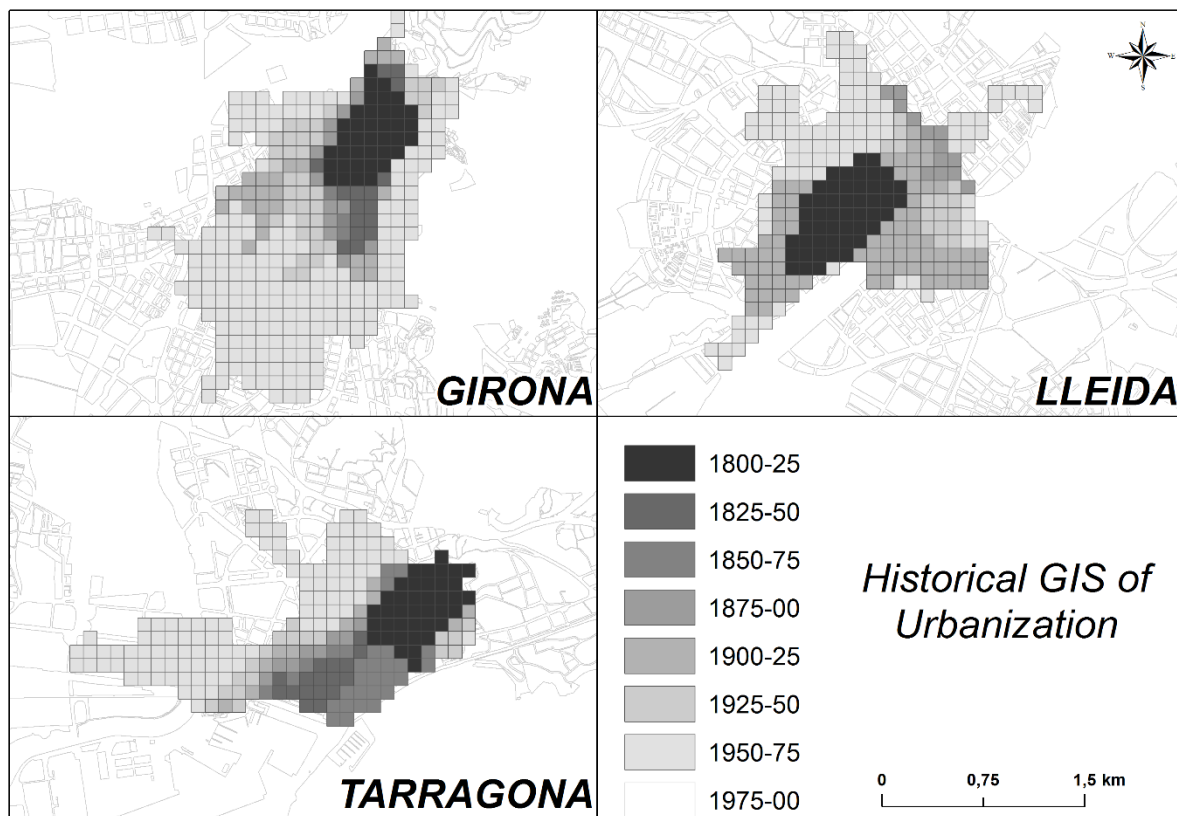 N
W
E
S
GIRONA
LLEIDA
TARRAGONA
1800-25
1825-50
1850-75
1875-00
1900-25
1925-50
1950-75
1975-00
Historical GIS of
Urbanization
0 0,75 1,5 km